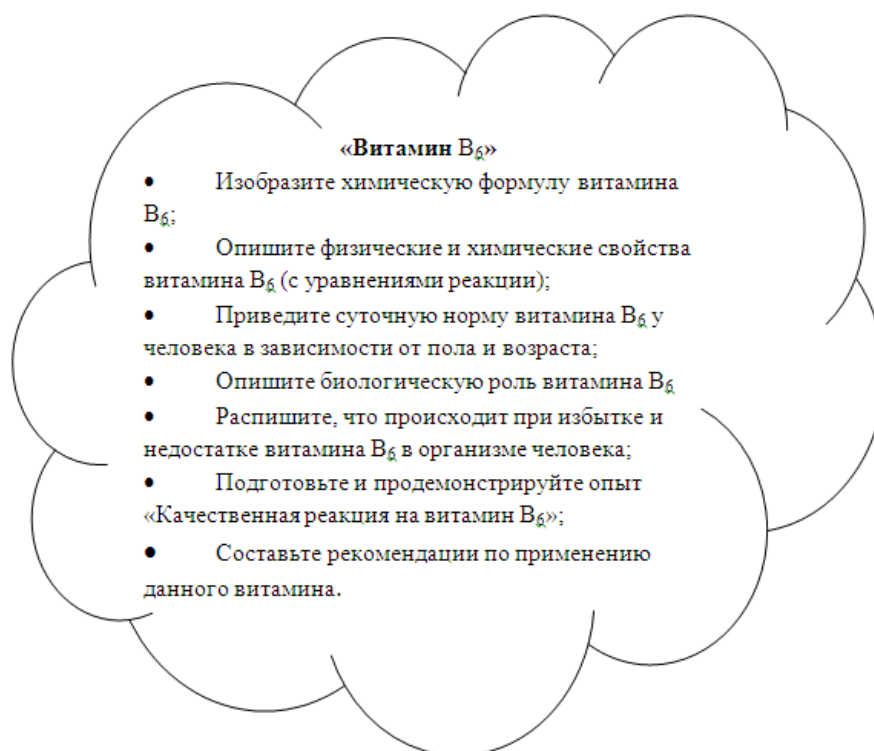 «Витамин В₆»
• Изобразите химическую формулу витамина
В₆;
• Опишите физические и химические свойства
витамина В₆ (с уравнениями реакции);
• Приведите суточную норму витамина В₆ у
человека в зависимости от пола и возраста;
• Опишите биологическую роль витамина В₆
• Распишите, что происходит при избытке и
недостатке витамина В₆ в организме человека;
• Подготовьте и продемонстрируйте опыт
«Качественная реакция на витамин В₆»;
• Составьте рекомендации по применению
данного витамина.